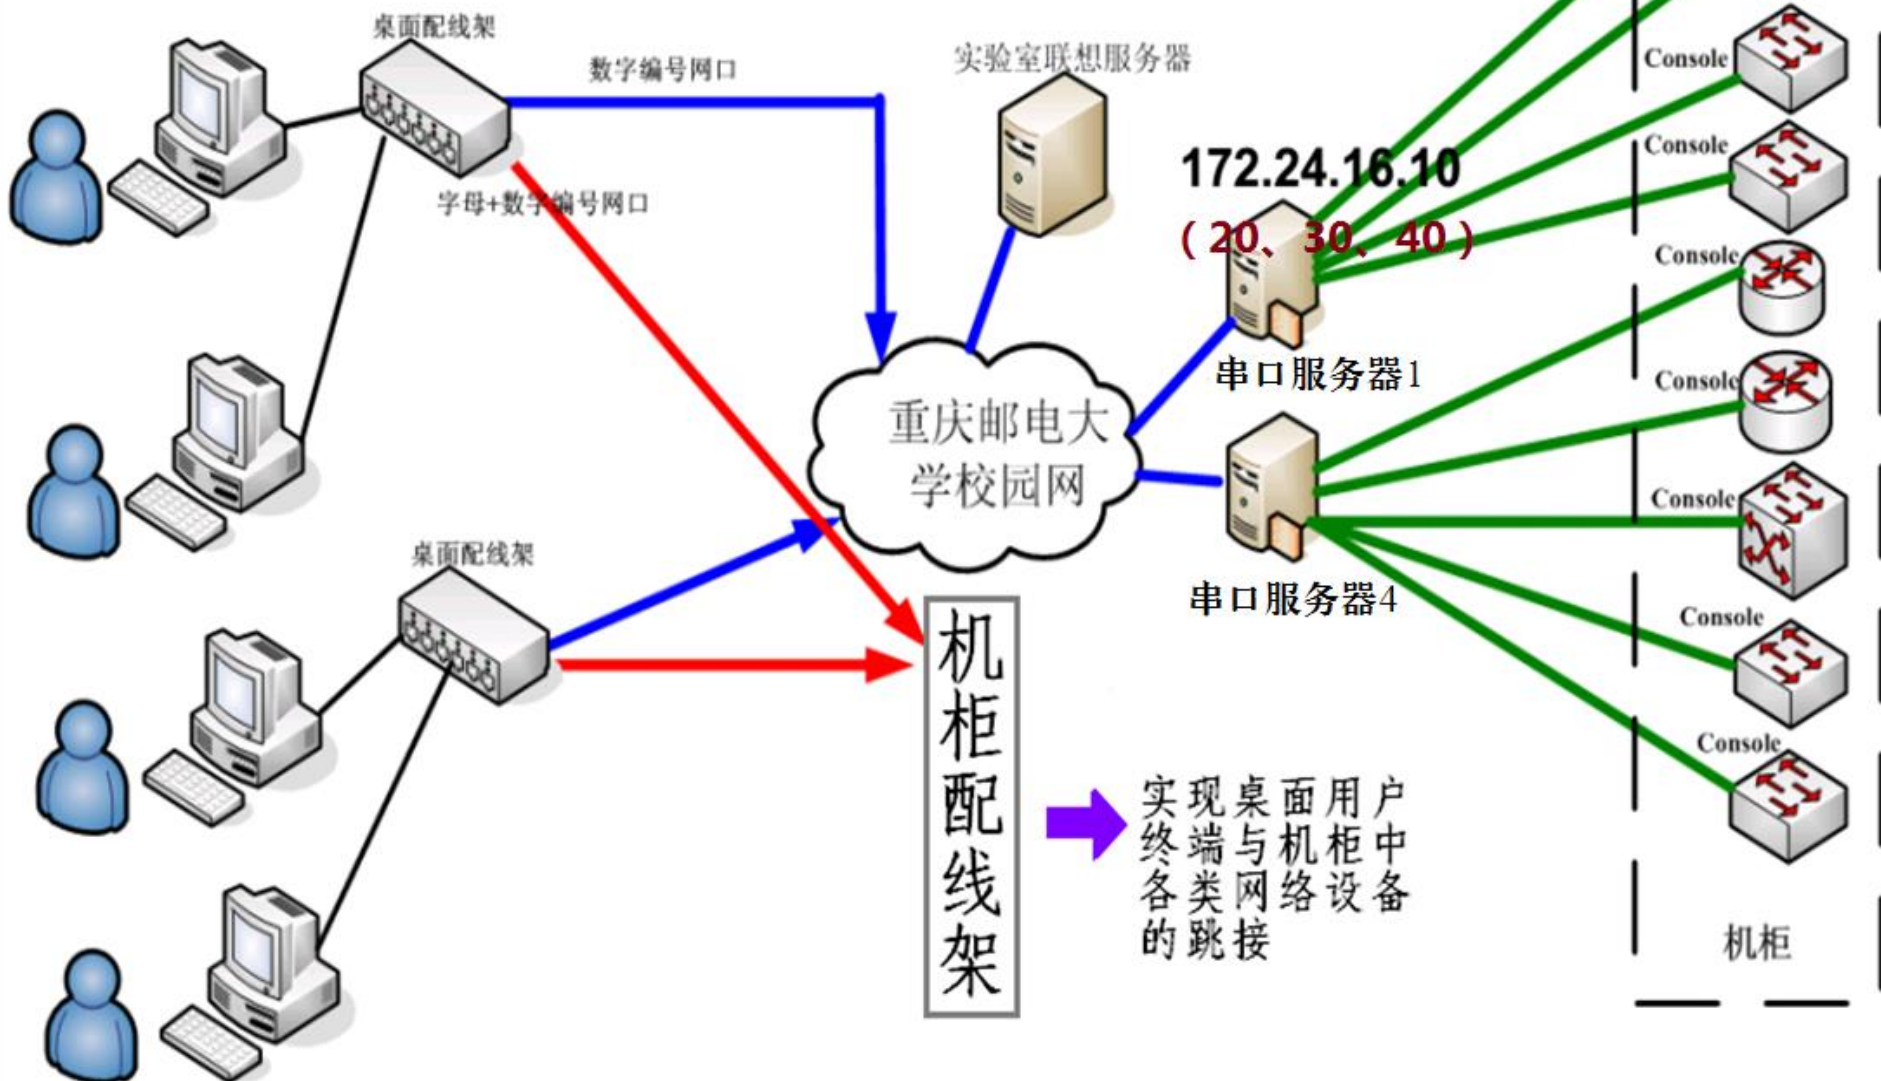 桌面配线架
数字编号网口
字母+数字编号网口
实验室联想服务器
172.24.16.10
（20、30、40）
串口服务器1
重庆邮电大
学校园网
串口服务器4
桌面配线架
机柜配线架
实现桌面用户
终端与机柜中
各类网络设备
的跳接
Console
Console
Console
Console
Console
Console
Console
机柜